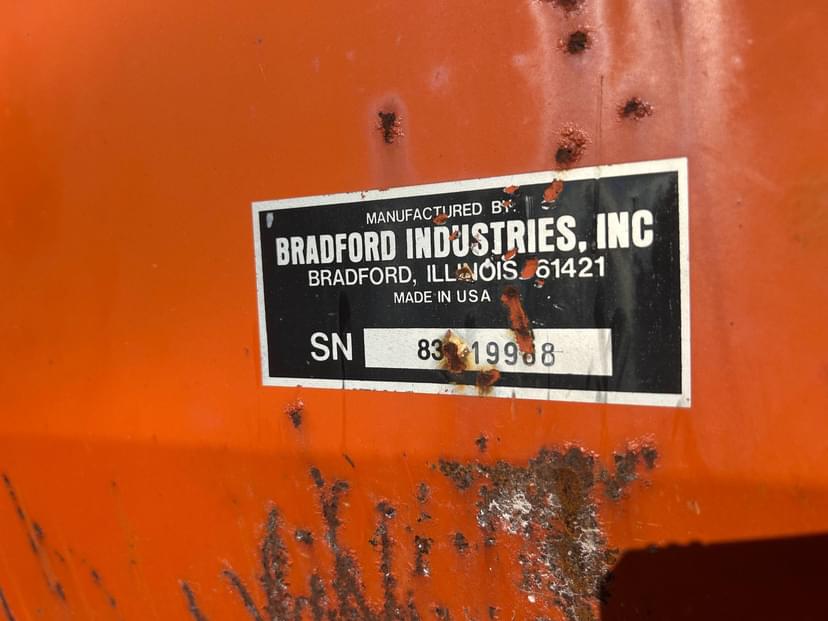 MANUFACTURED BY:
BRADFORD INDUSTRIES, INC
BRADFORD, ILLINOIS 61421
MADE IN USA
SN 83 19968